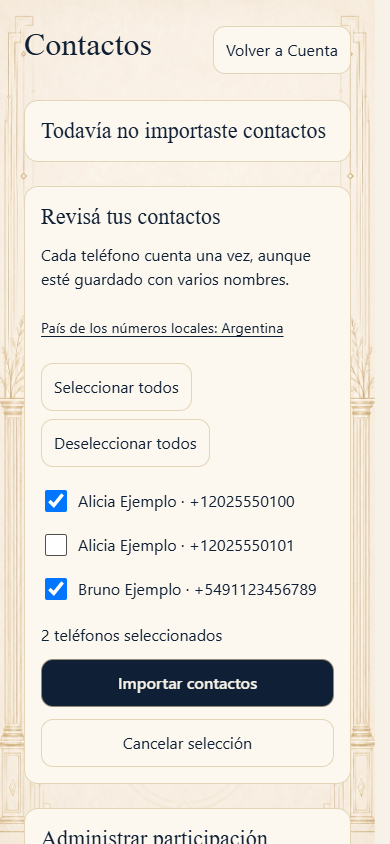 Contactos
Volver a Cuenta
Todavía no importaste contactos
Revisá tus contactos
Cada teléfono cuenta una vez, aunque
esté guardado con varios nombres.
País de los números locales: Argentina
Seleccionar todos
Deseleccionar todos
Alicia Ejemplo · +12025550100
Alicia Ejemplo · +12025550101
Bruno Ejemplo · +5491123456789
2 teléfonos seleccionados
Importar contactos
Cancelar selección
Administrar participación